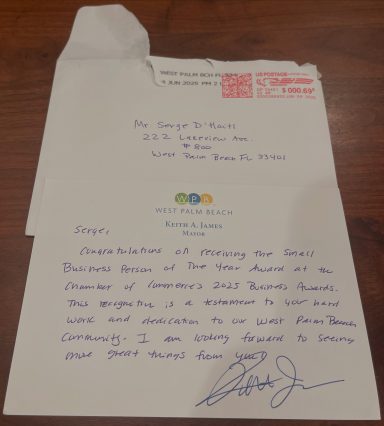 WEST PALM BCH FL 334
4 JUN 2025 PM 2
US POSTAGE
$ 000.69⁰
Mr Serge D'Haiti
222 Lakeview Ave.
#800
West Palm Beach FL 33401
WPB
WEST PALM BEACH
KEITH A. JAMES
MAYOR
Serge:
Congratulations on receiving the Small
Business Person of The Year Award at the
Chamber of Commerce's 2025 Business Awards.
This recognition is a testament to your hard
work and dedication to our West Palm Beach
Community. I am looking forward to seeing
more great things from you!